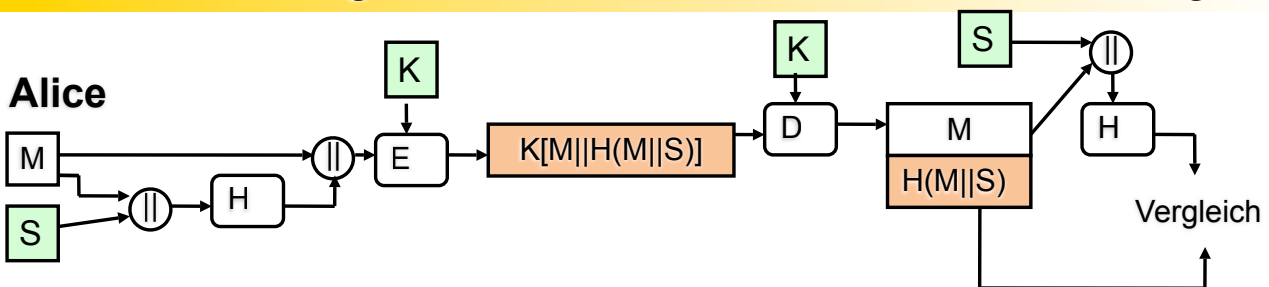 K
S
K
||
Alice
M
E
K[M||H(M||S)]
D
M
H
||
||
H
H(M||S)
S
Vergleich